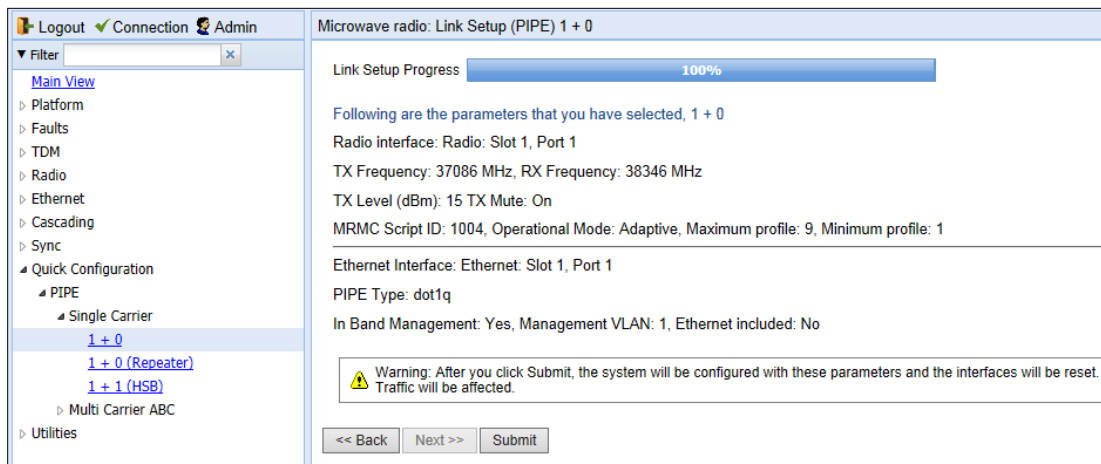 Logout Connection Admin
Filter
Main View
Platform
Faults
TDM
Radio
Ethernet
Cascading
Sync
Quick Configuration
PIPE
Single Carrier
1 + 0
1 + 0 (Repeater)
1 + 1 (HSB)
Multi Carrier ABC
Utilities
Microwave radio: Link Setup (PIPE) 1 + 0
Link Setup Progress 100%
Following are the parameters that you have selected, 1 + 0
Radio interface: Radio: Slot 1, Port 1
TX Frequency: 37086 MHz, RX Frequency: 38346 MHz
TX Level (dBm): 15 TX Mute: On
MRMC Script ID: 1004, Operational Mode: Adaptive, Maximum profile: 9, Minimum profile: 1
Ethernet Interface: Ethernet: Slot 1, Port 1
PIPE Type: dot1q
In Band Management: Yes, Management VLAN: 1, Ethernet included: No
Warning: After you click Submit, the system will be configured with these parameters and the interfaces will be reset.
Traffic will be affected.
<< Back Next >> Submit